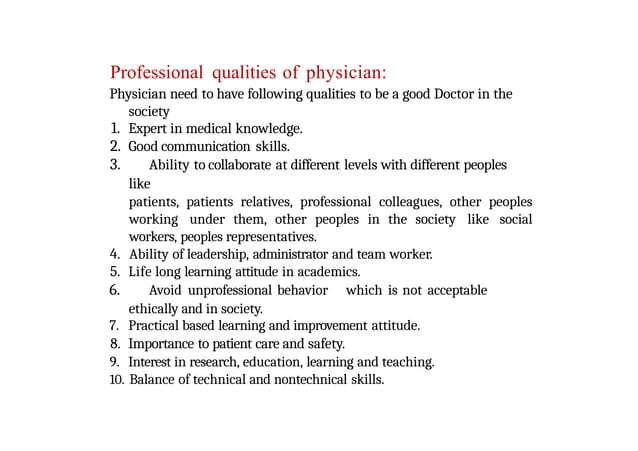 Professional qualities of physician:
Physician need to have following qualities to be a good Doctor in the
society
1. Expert in medical knowledge.
2. Good communication skills.
3. Ability to collaborate at different levels with different peoples
like
patients, patients relatives, professional colleagues, other peoples
working under them, other peoples in the society like social
workers, peoples representatives.
4. Ability of leadership, administrator and team worker.
5. Life long learning attitude in academics.
6. Avoid unprofessional behavior which is not acceptable
ethically and in society.
7. Practical based learning and improvement attitude.
8. Importance to patient care and safety.
9. Interest in research, education, learning and teaching.
10. Balance of technical and nontechnical skills.